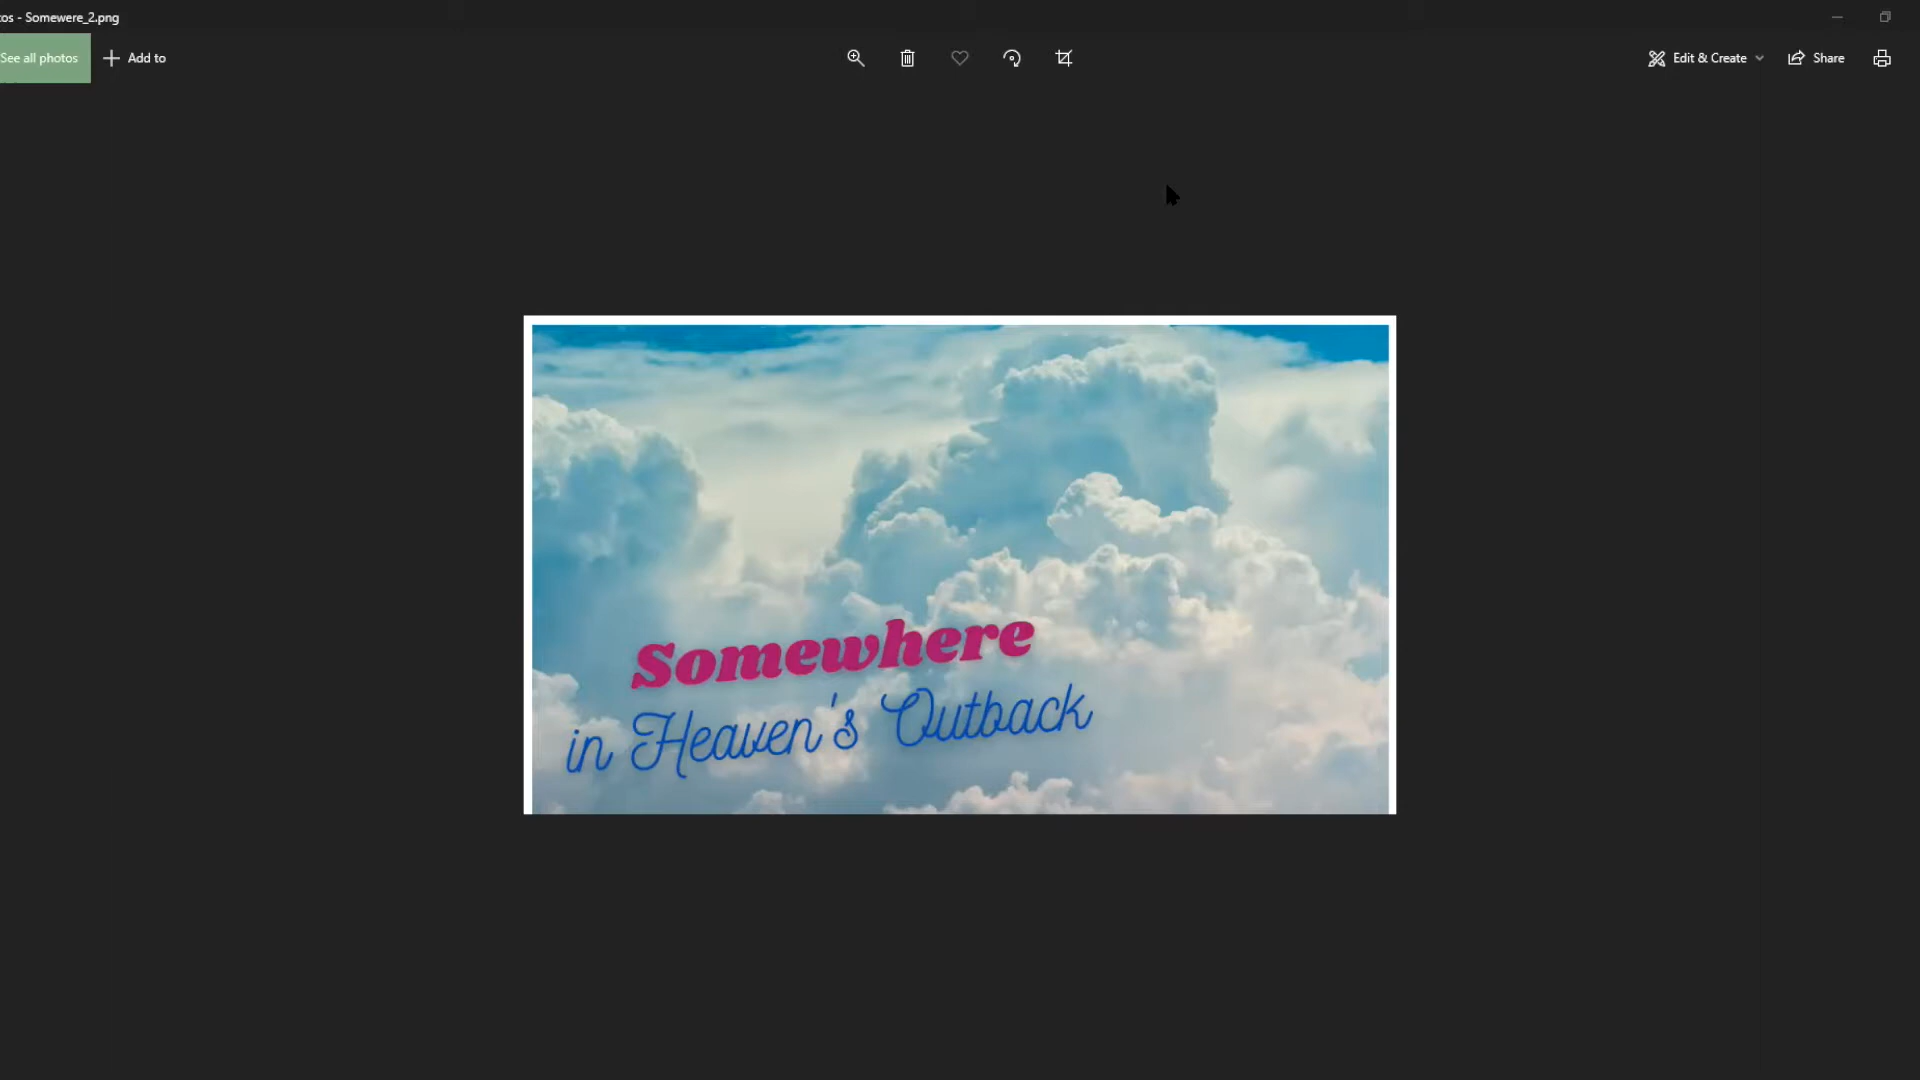 tos - Somewere_2.png
See all photos
Add to
Edit & Create
Share
Somewhere
in Heaven's Outback